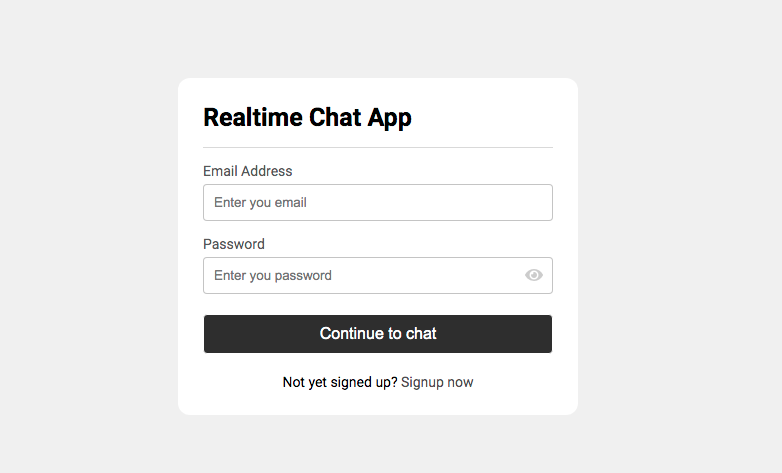 Realtime Chat App
Email Address
Enter you email
Password
Enter you password
Continue to chat
Not yet signed up? Signup now